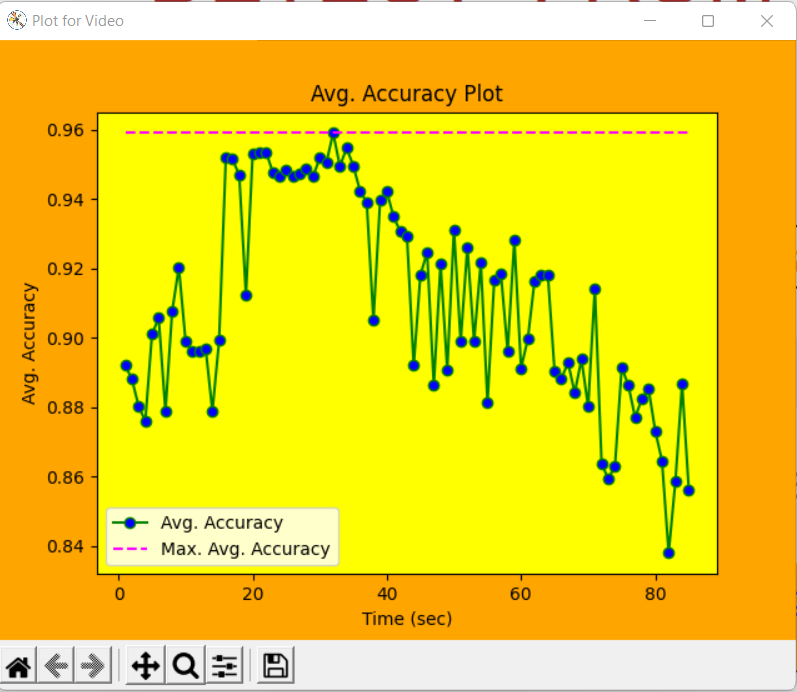 Plot for Video
Avg. Accuracy Plot
0.96
0.94
0.92
0.90
0.88
0.86
0.84
Avg. Accuracy
Avg. Accuracy
Max. Avg. Accuracy
0 20 40 60 80
Time (sec)